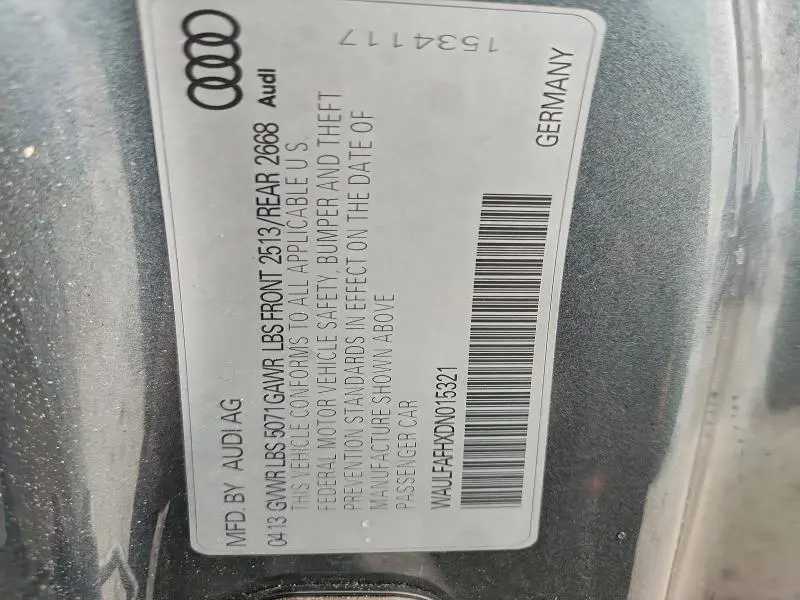 MFD. BY AUDI AG
04 13 GVWR LBS 5071 GAWR LBS FRONT 2513/REAR 2668
THIS VEHICLE CONFORMS TO ALL APPLICABLE U S.
FEDERAL MOTOR VEHICLE SAFETY, BUMPER AND THEFT
PREVENTION STANDARDS IN EFFECT ON THE DATE OF
MANUFACTURE SHOWN ABOVE
PASSENGER CAR
WAULFAFHXDN015321
Audi
1534117
GERMANY